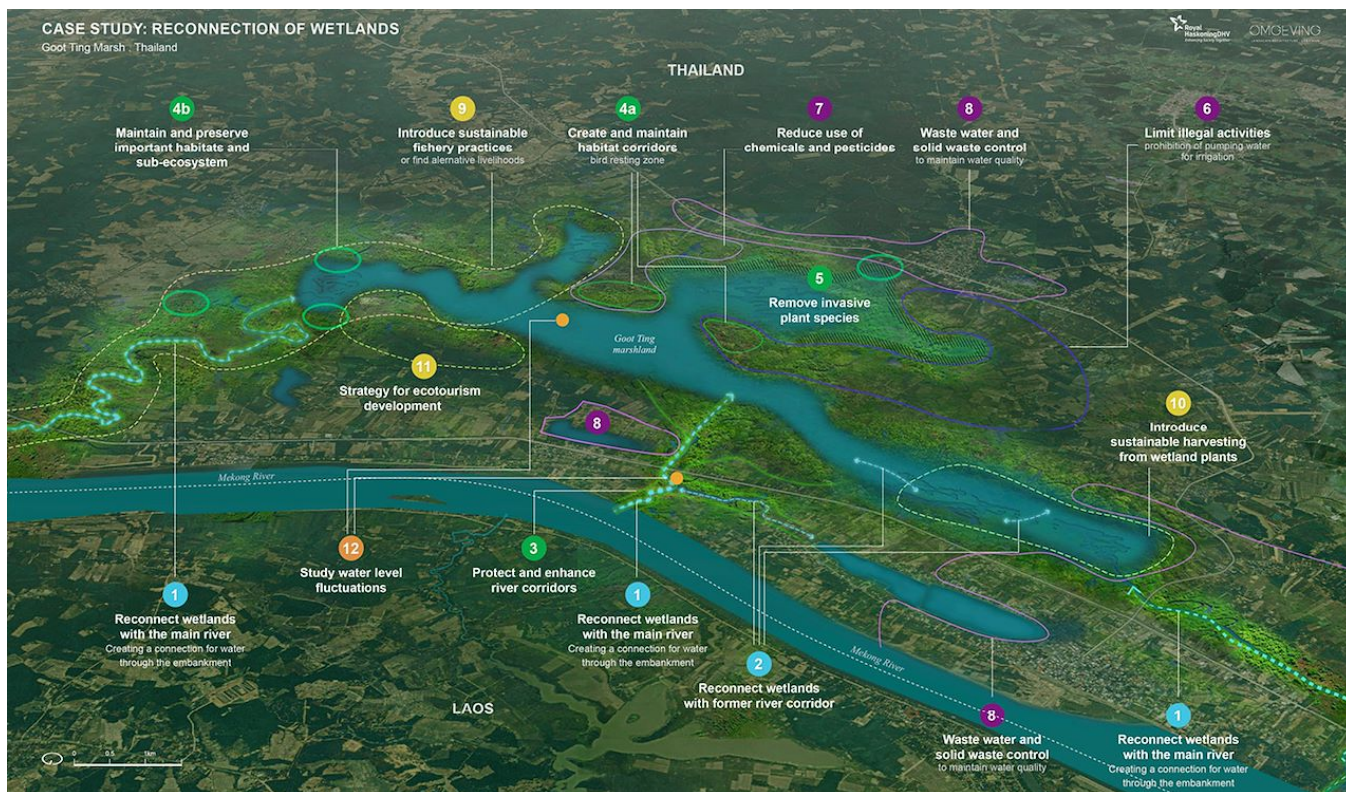 CASE STUDY: RECONNECTION OF WETLANDS
Goot Ting Marsh . Thailand
Royal
HaskeningDHV
Enhancing Society Together
OMGEVING
THAILAND
4b
Maintain and preserve
important habitats and
sub-ecosystem
9
Introduce sustainable
fishery practices
or find alernative livelihoods
4a
Create and maintain
habitat corridors
bird resting zone
7
Reduce use of
chemicals and pesticides
8
Waste water and
solid waste control
to maintain water quality
6
Limit illegal activities
prohibition of pumping water
for irrigation
5
Remove invasive
plant species
Goot Ting
marshland
11
Strategy for ecotourism
development
8
10
Introduce
sustainable harvesting
from wetland plants
Mekong River
12
Study water level
fluctuations
3
Protect and enhance
river corridors
1
Reconnect wetlands
with the main river
Creating a connection for water
through the embankment
1
Reconnect wetlands
with the main river
Creating a connection for water
through the embankment
2
Reconnect wetlands
with former river corridor
Mekong River
LAOS
8
Waste water and
solid waste control
to maintain water quality
1
Reconnect wetlands
with the main river
Creating a connection for water
through the embankment
0 0.5 1km